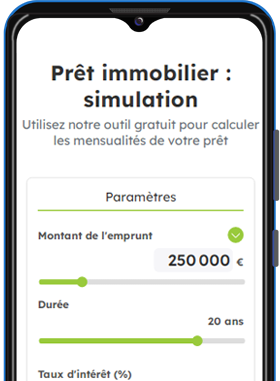 Prêt immobilier :
simulation
Utilisez notre outil gratuit pour calculer
les mensualités de votre prêt
Paramètres
Montant de l'emprunt
250 000 €
Durée
20 ans
Taux d'intérêt (%)